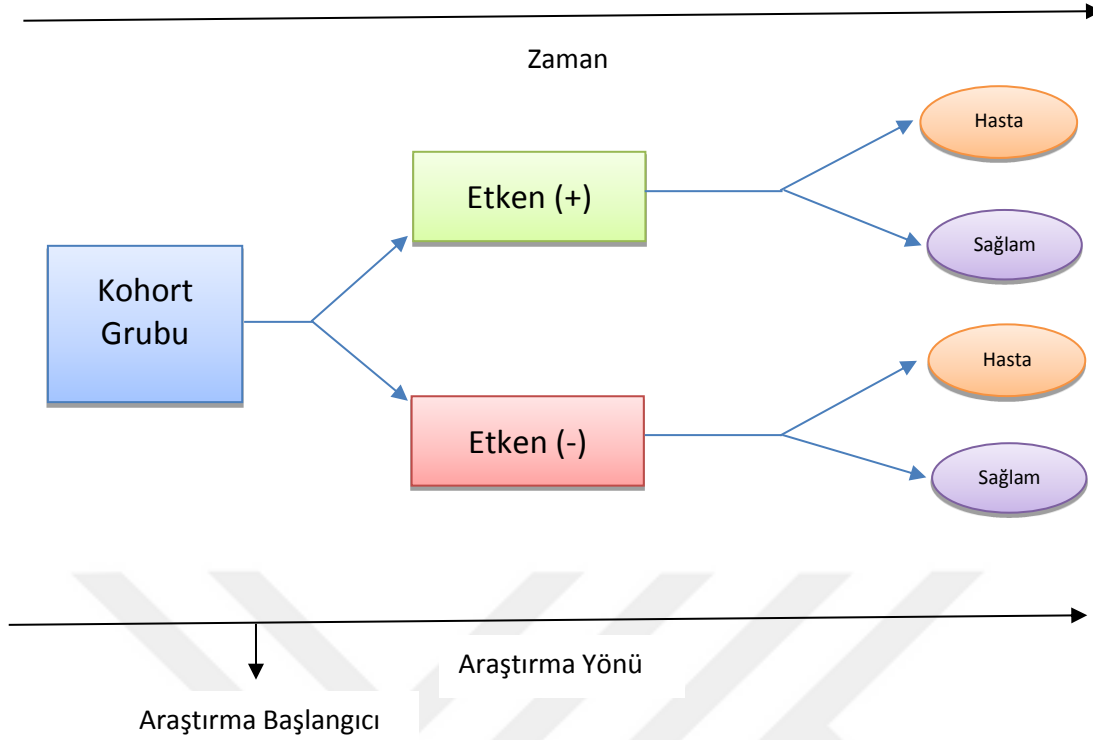 Zaman
Hasta
Etken (+)
Sağlam
Kohort
Grubu
Hasta
Etken (-)
Sağlam
Araştırma Yönü
Araştırma Başlangıcı